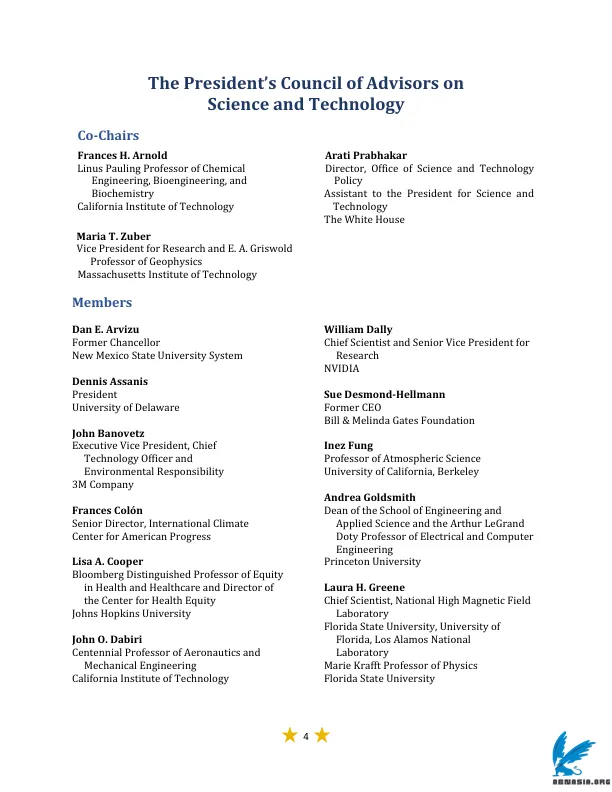 The President's Council of Advisors on
Science and Technology
Co-Chairs
Frances H. Arnold
Linus Pauling Professor of Chemical
Engineering, Bioengineering, and
Biochemistry
California Institute of Technology
Arati Prabhakar
Director, Office of Science and Technology
Policy
Assistant to the President for Science and
Technology
The White House
Maria T. Zuber
Vice President for Research and E. A. Griswold
Professor of Geophysics
Massachusetts Institute of Technology
Members
Dan E. Arvizu
Former Chancellor
New Mexico State University System
Dennis Assanis
President
University of Delaware
John Banovetz
Executive Vice President, Chief
Technology Officer and
Environmental Responsibility
3M Company
Frances Colón
Senior Director, International Climate
Center for American Progress
Lisa A. Cooper
Bloomberg Distinguished Professor of Equity
in Health and Healthcare and Director of
the Center for Health Equity
Johns Hopkins University
John O. Dabiri
Centennial Professor of Aeronautics and
Mechanical Engineering
California Institute of Technology
William Dally
Chief Scientist and Senior Vice President for
Research
NVIDIA
Sue Desmond-Hellmann
Former CEO
Bill & Melinda Gates Foundation
Inez Fung
Professor of Atmospheric Science
University of California, Berkeley
Andrea Goldsmith
Dean of the School of Engineering and
Applied Science and the Arthur LeGrand
Doty Professor of Electrical and Computer
Engineering
Princeton University
Laura H. Greene
Chief Scientist, National High Magnetic Field
Laboratory
Florida State University, University of
Florida, Los Alamos National
Laboratory
Marie Krafft Professor of Physics
Florida State University
4
ABNASIA.ORG